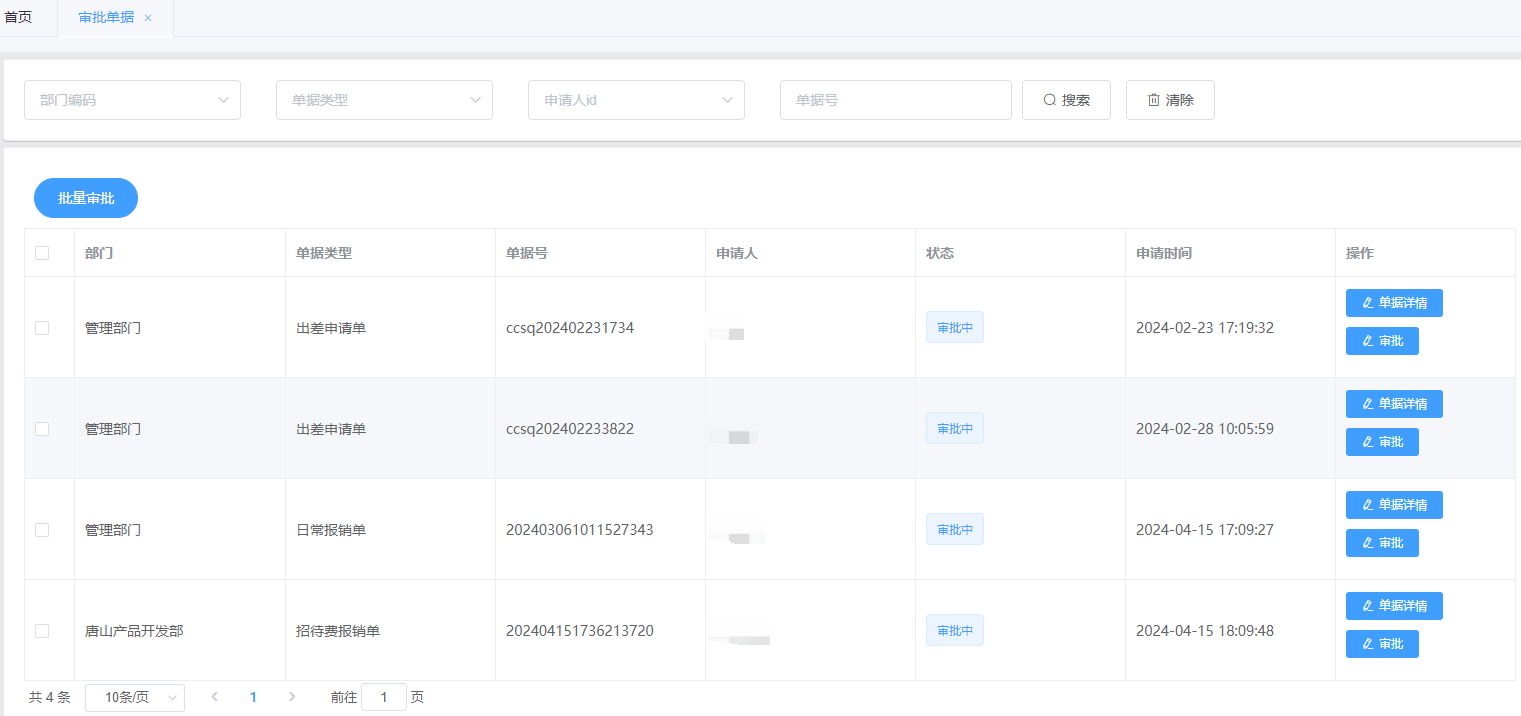 首页 审批单据 ×
部门编码 单据类型 申请人id 单据号 搜索 清除
批量审批
部门 单据类型 单据号 申请人 状态 申请时间 操作
管理部门 出差申请单 ccsq202402231734 审批中 2024-02-23 17:19:32 单据详情
审批
管理部门 出差申请单 ccsq202402233822 审批中 2024-02-28 10:05:59 单据详情
审批
管理部门 日常报销单 202403061011527343 审批中 2024-04-15 17:09:27 单据详情
审批
唐山产品开发部 招待费报销单 202404151736213720 审批中 2024-04-15 18:09:48 单据详情
审批
共 4 条 10条/页 1 前往 1 页